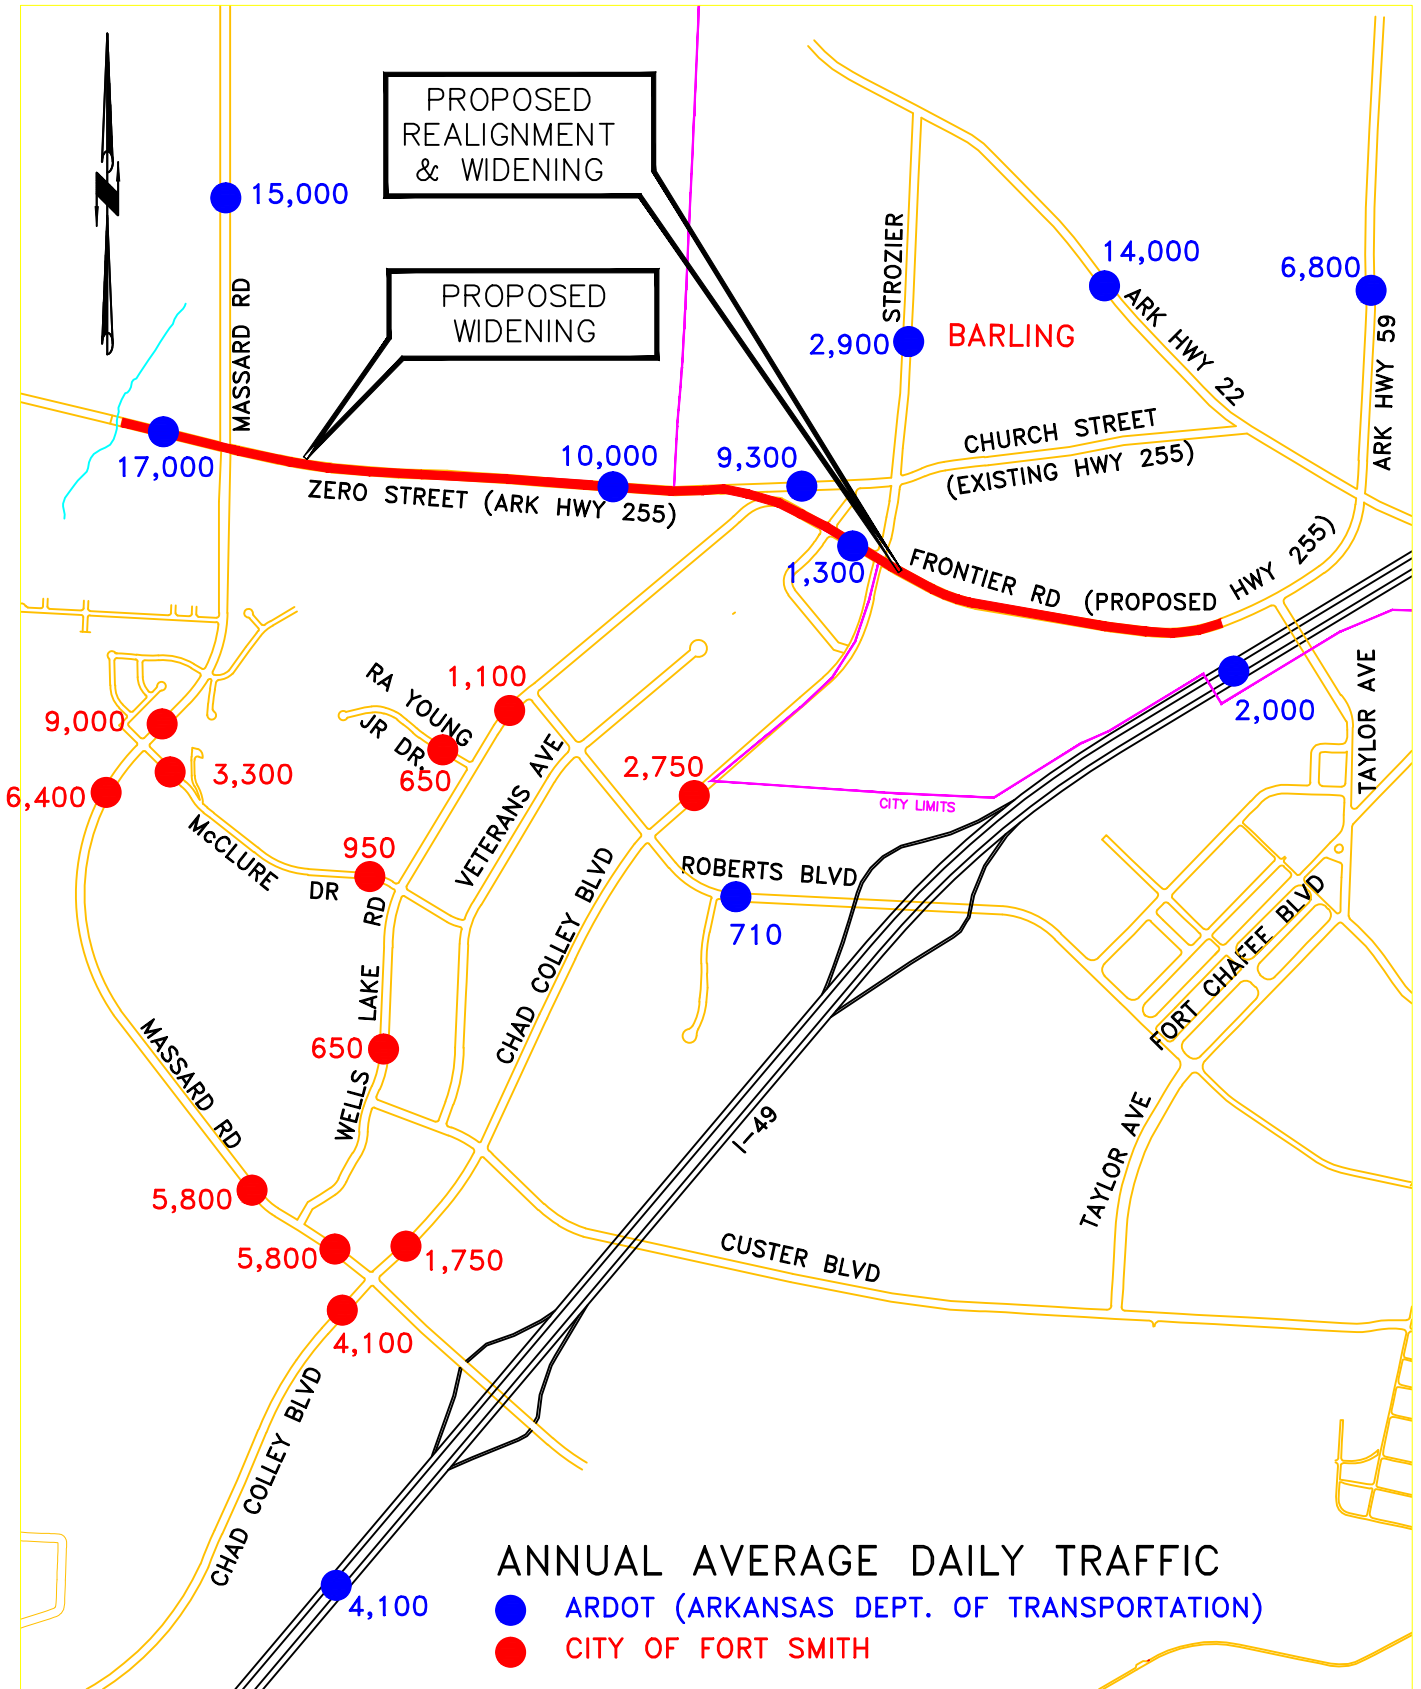 PROPOSED
REALIGNMENT
& WIDENING
15,000
MASSARD RD
PROPOSED
WIDENING
STROZIER
14,000
6,800
ARK HWY 22
ARK HWY 59
2,900
BARLING
17,000
10,000
9,300
CHURCH STREET
(EXISTING HWY 255)
ZERO STREET (ARK HWY 255)
1,300
FRONTIER RD (PROPOSED HWY 255)
RA YOUNG
JR DR.
1,100
9,000
650
3,300
6,400
VETERANS AVE
2,750
2,000
TAYLOR AVE
CITY LIMITS
McCLURE DR
950
ROBERTS BLVD
710
CHAD COLLEY BLVD
FORT CHAFEE BLVD
WELLS LAKE RD
650
MASSARD RD
I-49
TAYLOR AVE
5,800
5,800
1,750
CUSTER BLVD
4,100
CHAD COLLEY BLVD
4,100
ANNUAL AVERAGE DAILY TRAFFIC
ARDOT (ARKANSAS DEPT. OF TRANSPORTATION)
CITY OF FORT SMITH